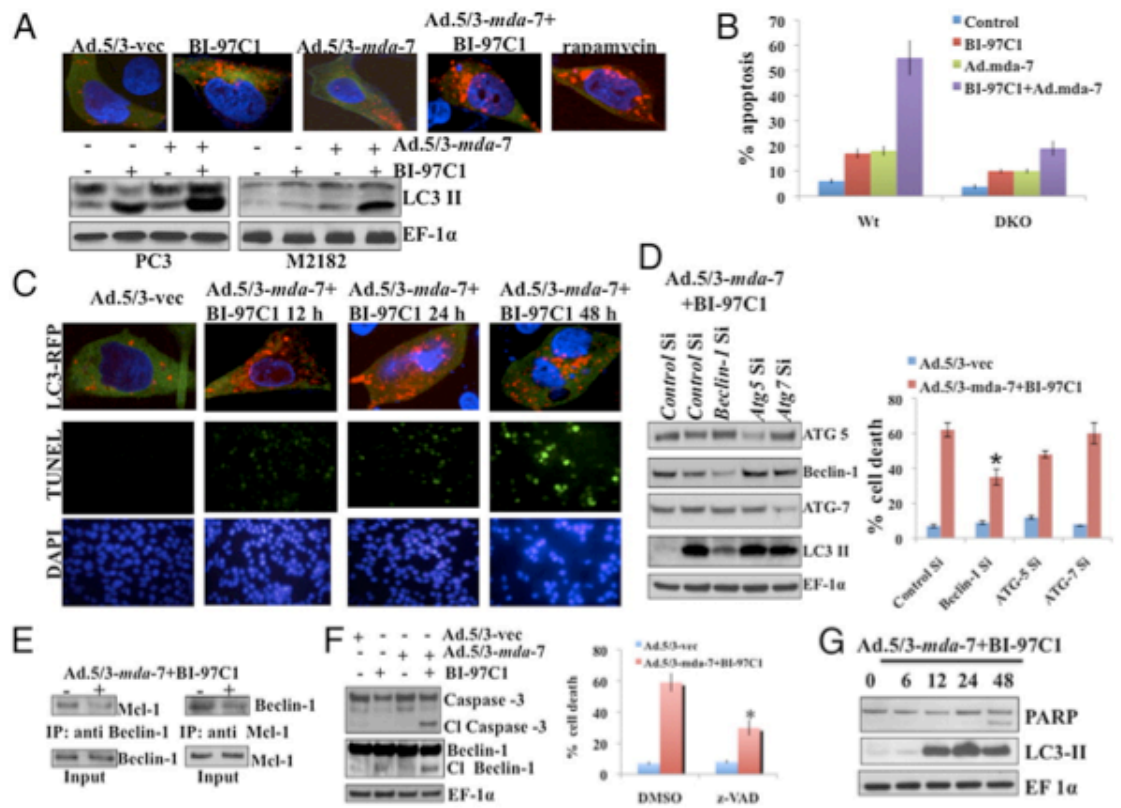 A
Ad.5/3-vec
BI-97C1
Ad.5/3-mda-7
Ad.5/3-mda-7+
BI-97C1
rapamycin
- - + + Ad.5/3-mda-7
- + - + BI-97C1
- - + +
- + - +
LC3 II
EF-1α
PC3
M2182
B
% apoptosis
70
60
50
40
30
20
10
0
Control
BI-97C1
Ad.mda-7
BI-97C1+Ad.mda-7
Wt
DKO
C
Ad.5/3-vec
Ad.5/3-mda-7+
BI-97C1 12 h
Ad.5/3-mda-7+
BI-97C1 24 h
Ad.5/3-mda-7+
BI-97C1 48 h
LC3-RFP
TUNEL
DAPI
D
Ad.5/3-mda-7
+BI-97C1
Control Si
Control Si
Beclin-1 Si
Atg5 Si
Atg7 Si
ATG 5
Beclin-1
ATG-7
LC3 II
EF-1α
Ad.5/3-vec
Ad.5/3-mda-7+BI-97C1
% cell death
80
60
40
20
0
*
Control Si
Beclin-1 Si
ATG-5 Si
ATG-7 Si
E
Ad.5/3-mda-7+BI-97C1
- +
Mcl-1
IP: anti Beclin-1
Beclin-1
Input
- +
Beclin-1
IP: anti Mcl-1
Mcl-1
Input
F
+ Ad.5/3-vec
+ + Ad.5/3-mda-7
+ + BI-97C1
Caspase -3
Cl Caspase -3
Beclin-1
Cl Beclin-1
EF-1α
Ad.5/3-vec
Ad.5/3-mda-7+BI-97C1
% cell death
80
60
40
20
0
*
DMSO
z-VAD
G
Ad.5/3-mda-7+BI-97C1
0 6 12 24 48
PARP
LC3-II
EF 1α